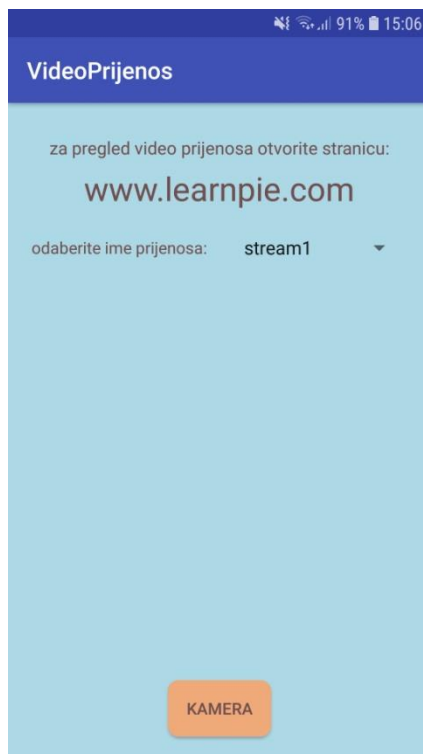 91% 15:06
VideoPrijenos
za pregled video prijenosa otvorite stranicu:
www.learnpie.com
odaberite ime prijenosa: stream1
KAMERA